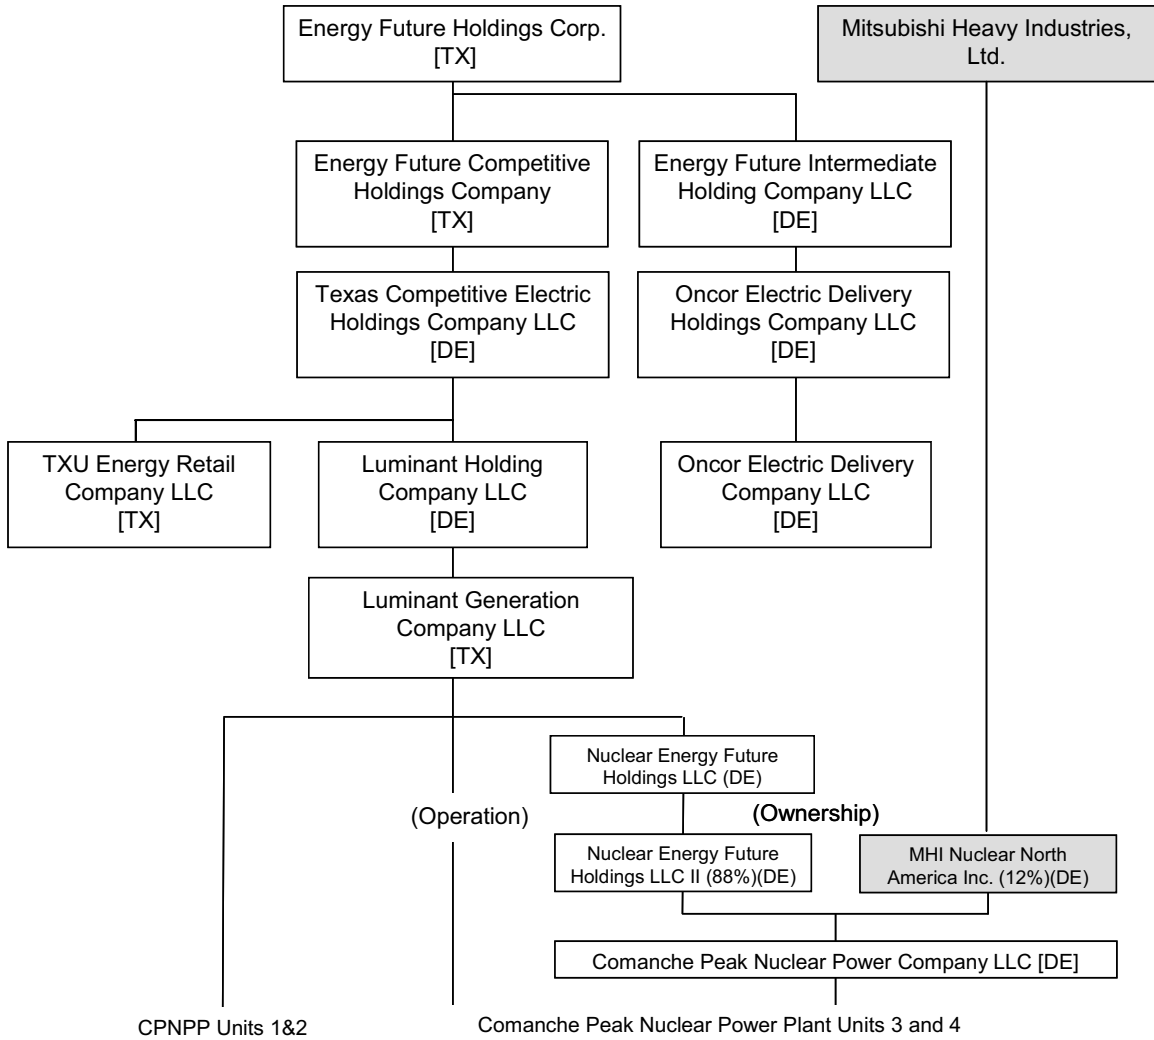 Energy Future Holdings Corp.
[TX]
Mitsubishi Heavy Industries,
Ltd.
Energy Future Competitive
Holdings Company
[TX]
Energy Future Intermediate
Holding Company LLC
[DE]
Texas Competitive Electric
Holdings Company LLC
[DE]
Oncor Electric Delivery
Holdings Company LLC
[DE]
TXU Energy Retail
Company LLC
[TX]
Luminant Holding
Company LLC
[DE]
Oncor Electric Delivery
Company LLC
[DE]
Luminant Generation
Company LLC
[TX]
Nuclear Energy Future
Holdings LLC (DE)
(Operation)
(Ownership)
Nuclear Energy Future
Holdings LLC II (88%)(DE)
MHI Nuclear North
America Inc. (12%)(DE)
Comanche Peak Nuclear Power Company LLC [DE]
CPNPP Units 1&2
Comanche Peak Nuclear Power Plant Units 3 and 4